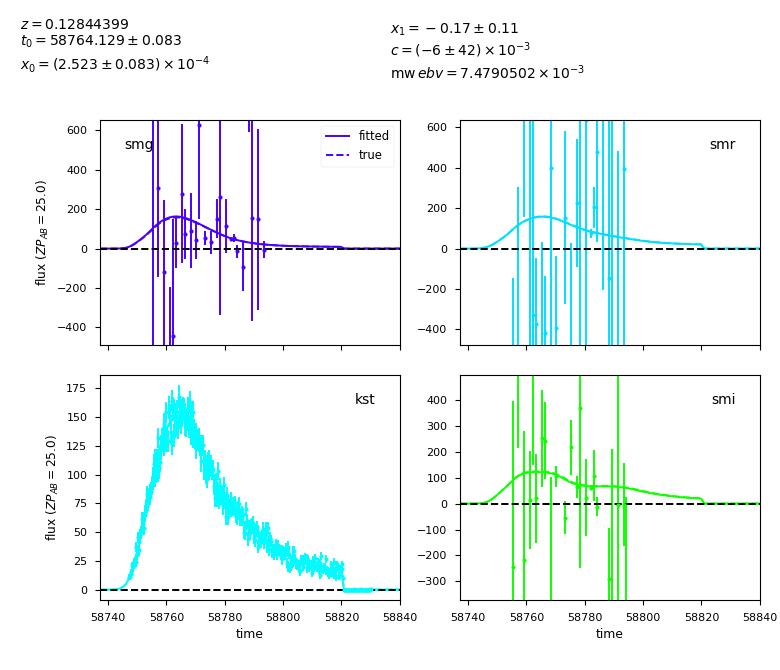 z = 0.12844399
t₀ = 58764.129 ± 0.083
x₀ = (2.523 ± 0.083) × 10⁻⁴
x₁ = −0.17 ± 0.11
c = (−6 ± 42) × 10⁻³
mw ebv = 7.4790502 × 10⁻³
600
400
200
0
−200
−400
flux (ZP_AB = 25.0)
smg
fitted
true
600
400
200
0
−200
−400
smr
175
150
125
100
75
50
25
0
flux (ZP_AB = 25.0)
kst
58740 58760 58780 58800 58820 58840
time
400
300
200
100
0
−100
−200
−300
smi
58740 58760 58780 58800 58820 58840
time